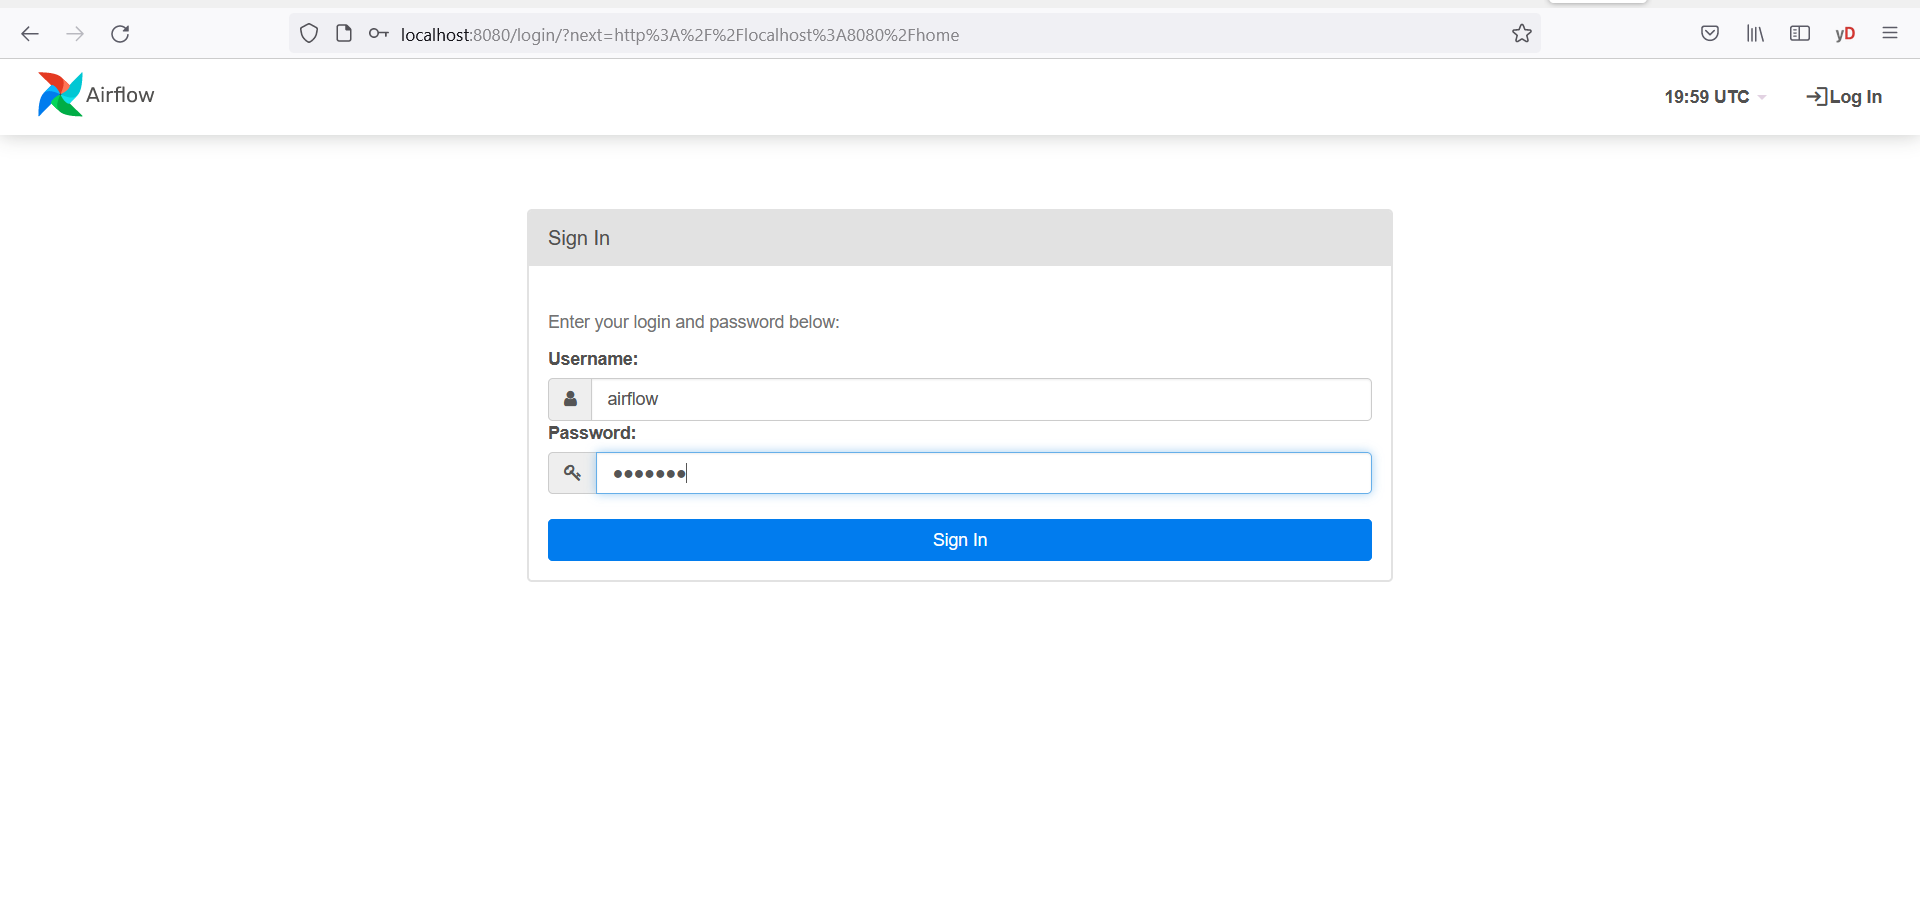 localhost:8080/login/?next=http%3A%2F%2Flocalhost%3A8080%2Fhome
yD
Airflow
19:59 UTC
Log In
Sign In
Enter your login and password below:
Username:
airflow
Password:
•••••••
Sign In